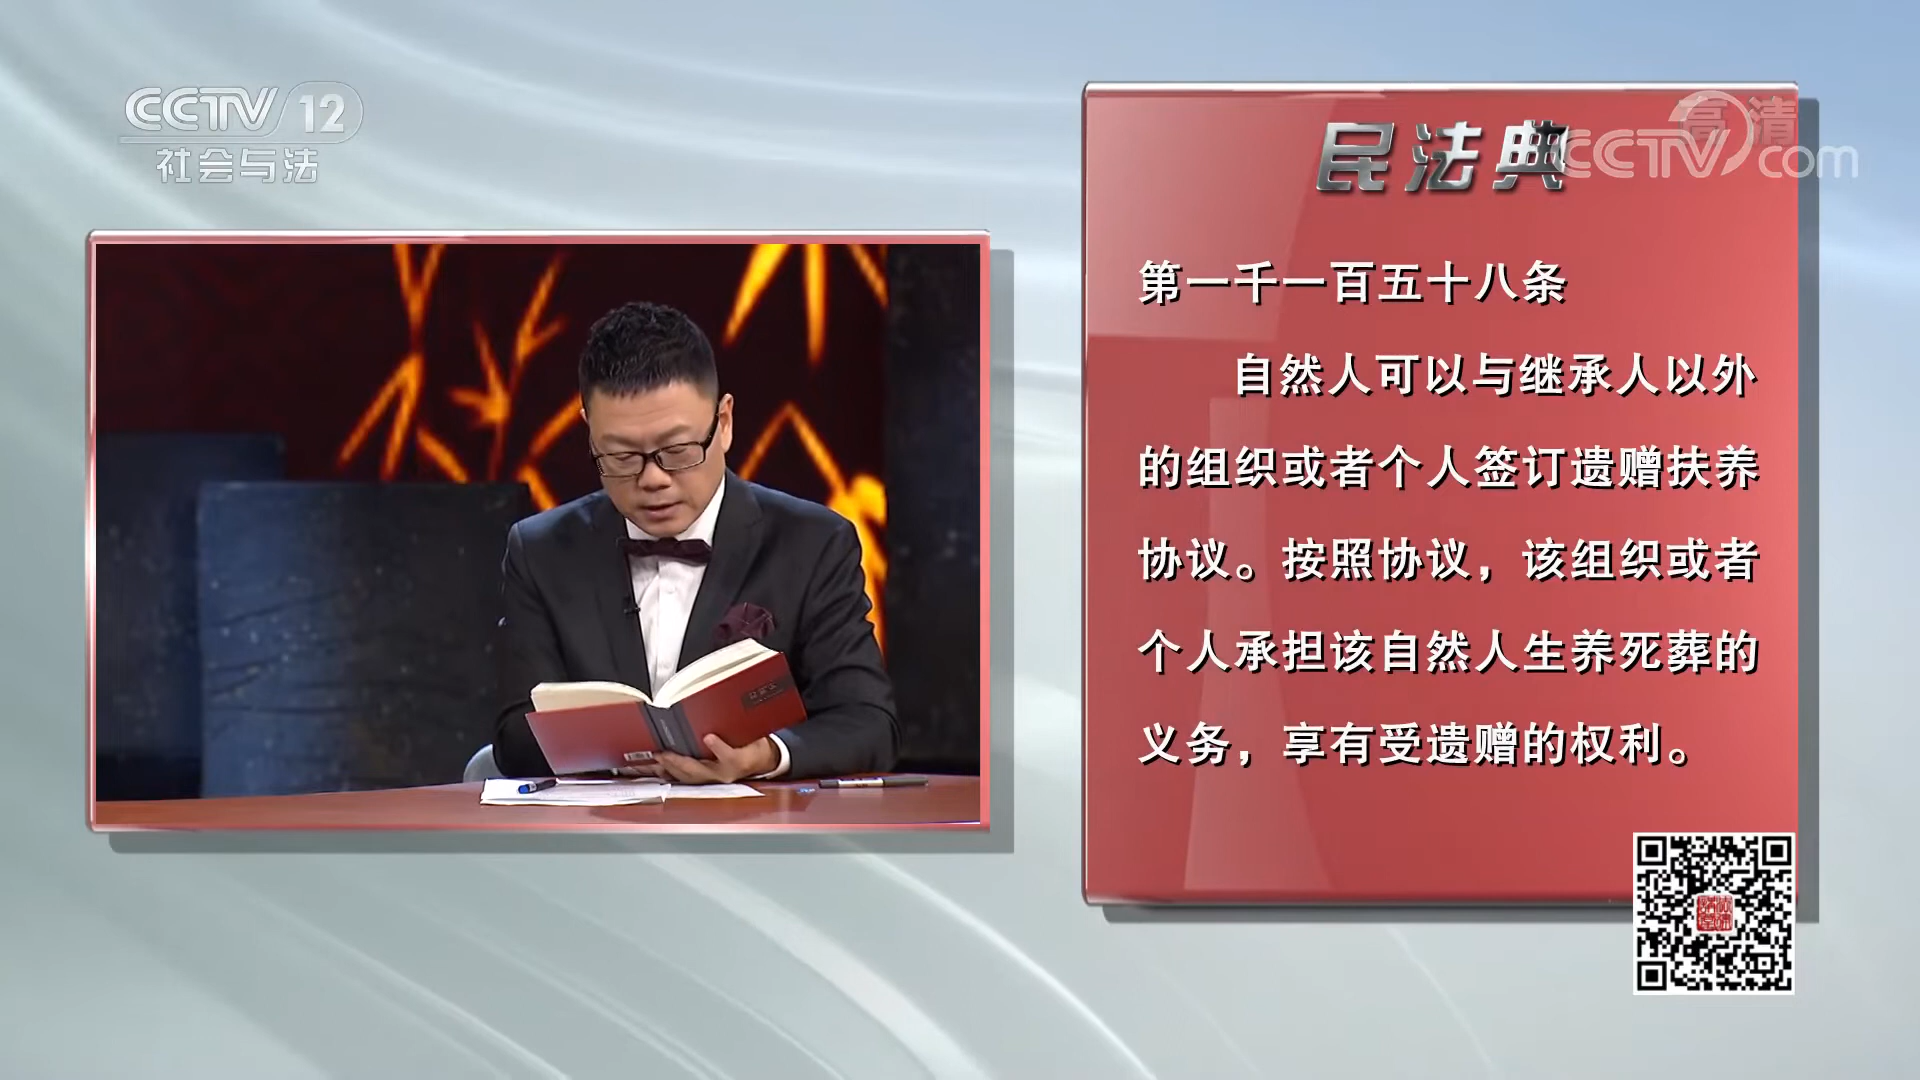 CCTV 12
社会与法
民法典
高清
CCTV.com
第一千一百五十八条
自然人可以与继承人以外
的组织或者个人签订遗赠扶养
协议。按照协议，该组织或者
个人承担该自然人生养死葬的
义务，享有受遗赠的权利。